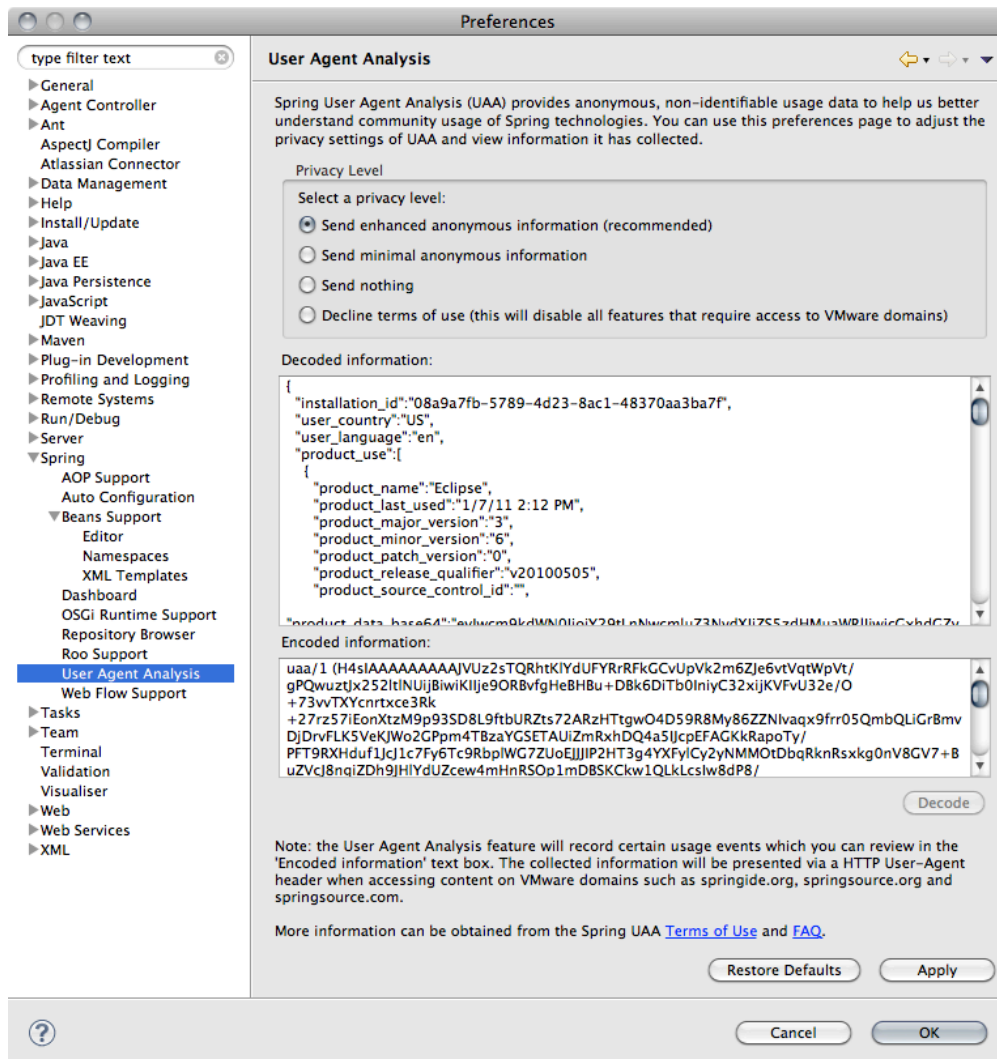 Preferences
type filter text
General
Agent Controller
Ant
AspectJ Compiler
Atlassian Connector
Data Management
Help
Install/Update
Java
Java EE
Java Persistence
JavaScript
JDT Weaving
Maven
Plug-in Development
Profiling and Logging
Remote Systems
Run/Debug
Server
Spring
AOP Support
Auto Configuration
Beans Support
Editor
Namespaces
XML Templates
Dashboard
OSGi Runtime Support
Repository Browser
Roo Support
User Agent Analysis
Web Flow Support
Tasks
Team
Terminal
Validation
Visualiser
Web
Web Services
XML
User Agent Analysis
Spring User Agent Analysis (UAA) provides anonymous, non-identifiable usage data to help us better
understand community usage of Spring technologies. You can use this preferences page to adjust the
privacy settings of UAA and view information it has collected.
Privacy Level
Select a privacy level:
Send enhanced anonymous information (recommended)
Send minimal anonymous information
Send nothing
Decline terms of use (this will disable all features that require access to VMware domains)
Decoded information:
{
"installation_id":"08a9a7fb-5789-4d23-8ac1-48370aa3ba7f",
"user_country":"US",
"user_language":"en",
"product_use":[
{
"product_name":"Eclipse",
"product_last_used":"1/7/11 2:12 PM",
"product_major_version":"3",
"product_minor_version":"6",
"product_patch_version":"0",
"product_release_qualifier":"v20100505",
"product_source_control_id":"",
Encoded information:
uaa/1
+73vvTXYcnrtxce3Rk
Decode
Note: the User Agent Analysis feature will record certain usage events which you can review in the
'Encoded information' text box. The collected information will be presented via a HTTP User-Agent
header when accessing content on VMware domains such as springide.org, springsource.org and
springsource.com.
More information can be obtained from the Spring UAA Terms of Use and FAQ.
Restore Defaults
Apply
?
Cancel
OK